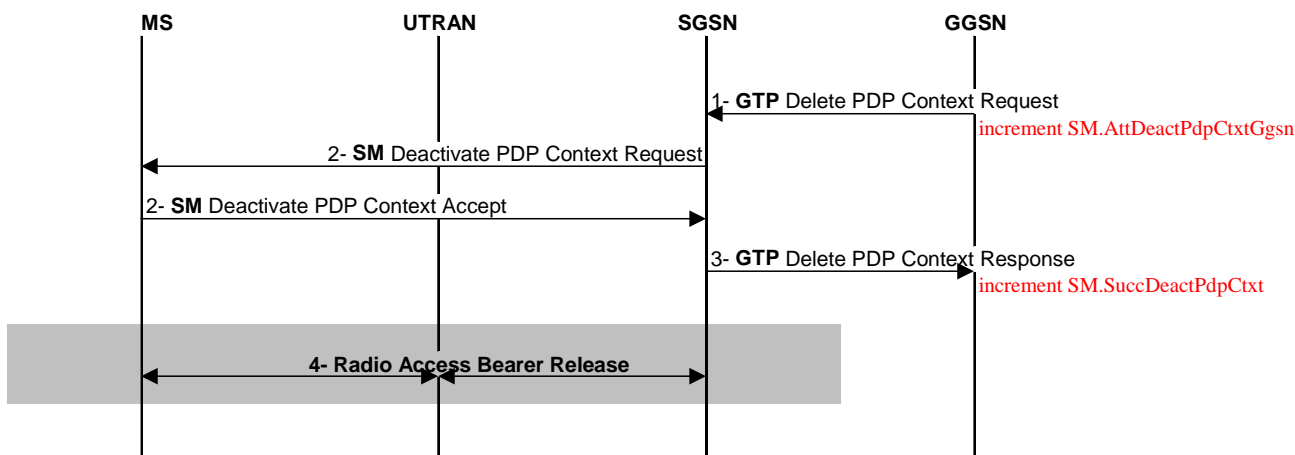 MS UTRAN SGSN GGSN
1- GTP Delete PDP Context Request
increment SM.AttDeactPdpCtxtGgsn
2- SM Deactivate PDP Context Request
2- SM Deactivate PDP Context Accept
3- GTP Delete PDP Context Response
increment SM.SuccDeactPdpCtxt
4- Radio Access Bearer Release